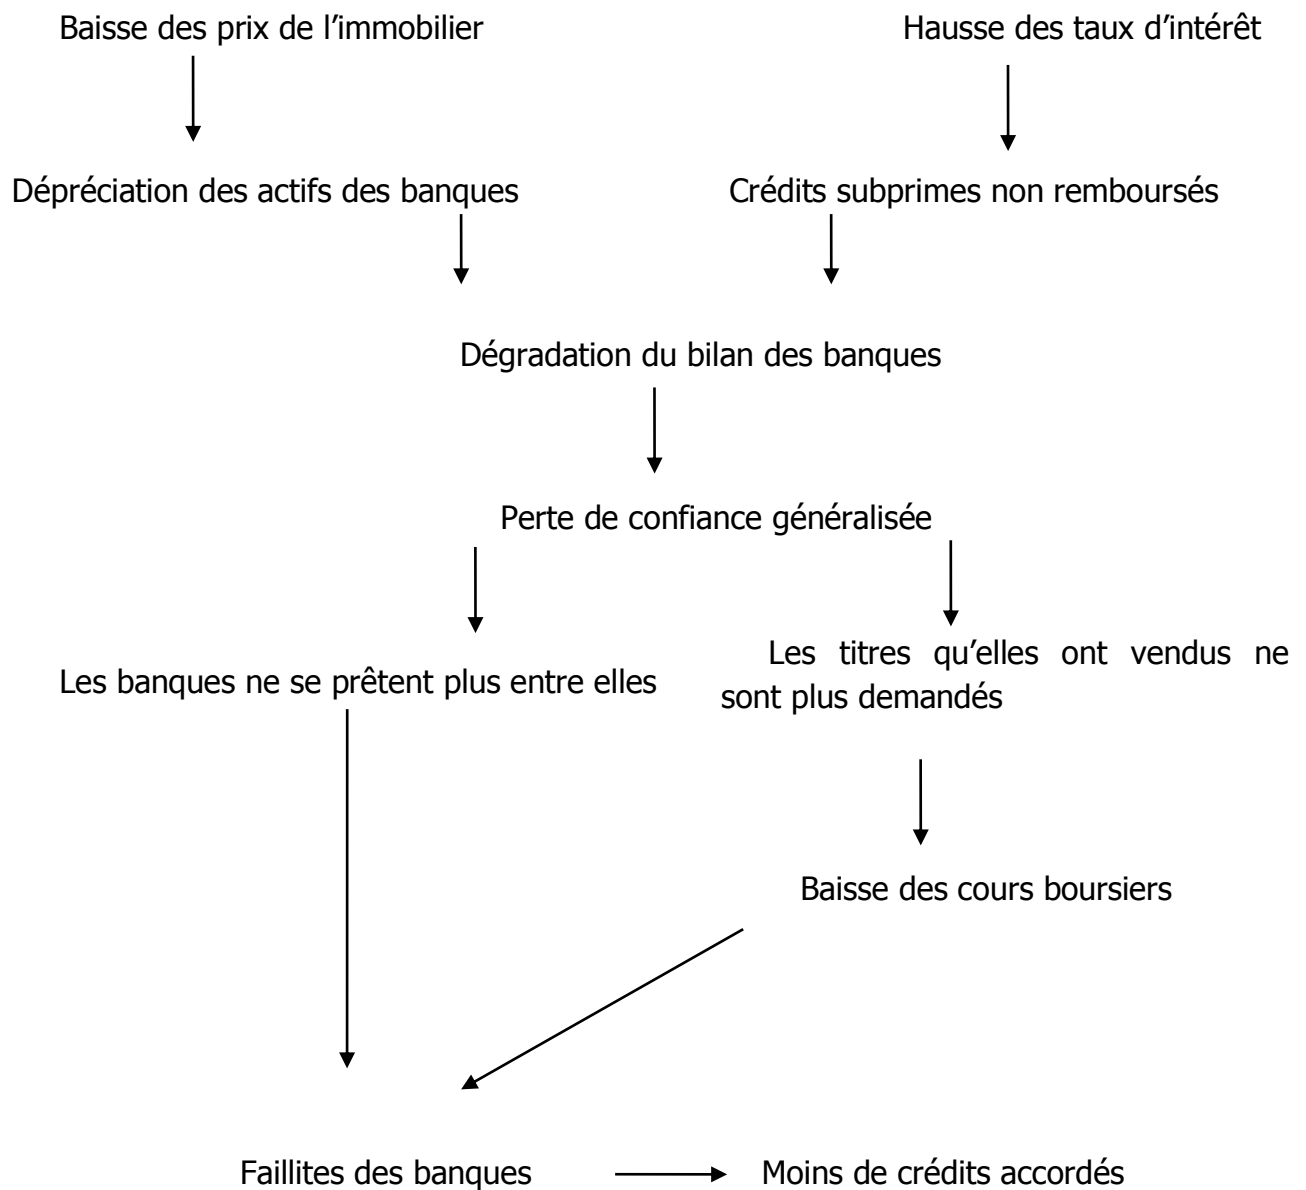 Baisse des prix de l’immobilier
Hausse des taux d’intérêt
Dépréciation des actifs des banques
Crédits subprimes non remboursés
Dégradation du bilan des banques
Perte de confiance généralisée
Les banques ne se prêtent plus entre elles
Les titres qu’elles ont vendus ne
sont plus demandés
Baisse des cours boursiers
Faillites des banques
Moins de crédits accordés